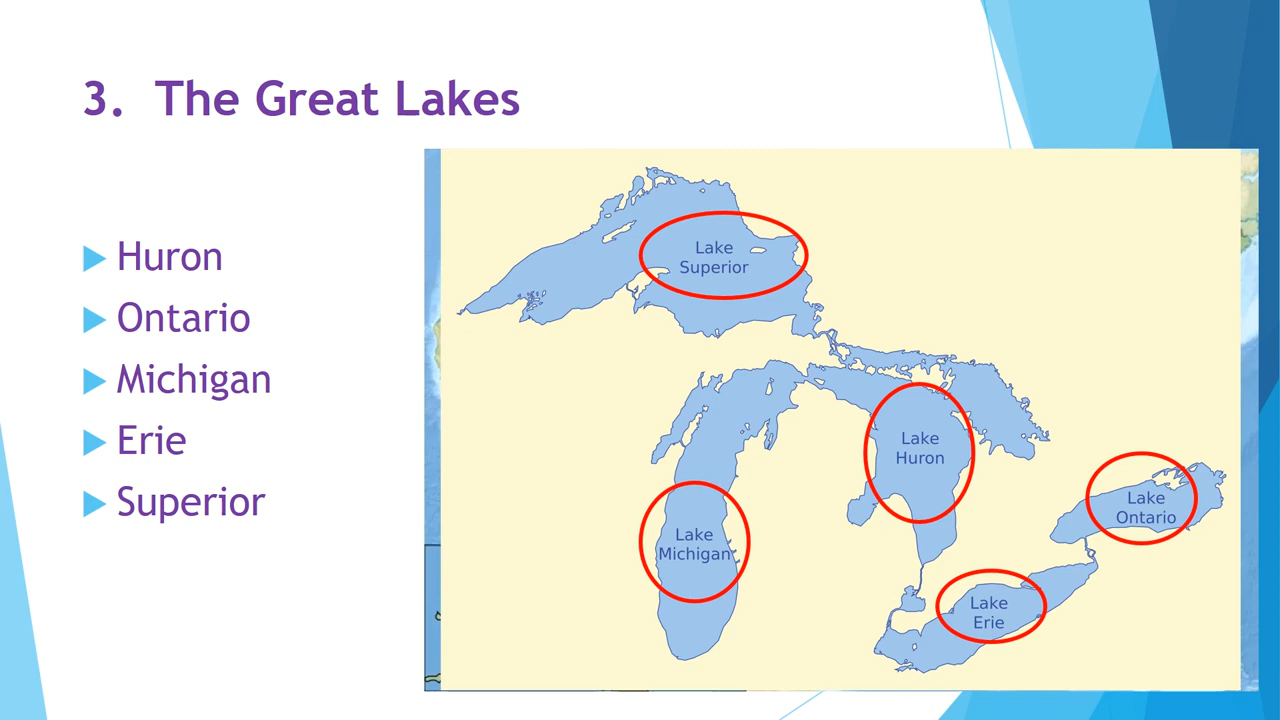 3. The Great Lakes
Huron
Ontario
Michigan
Erie
Superior
Lake
Superior
Lake
Huron
Lake
Ontario
Lake
Michigan
Lake
Erie